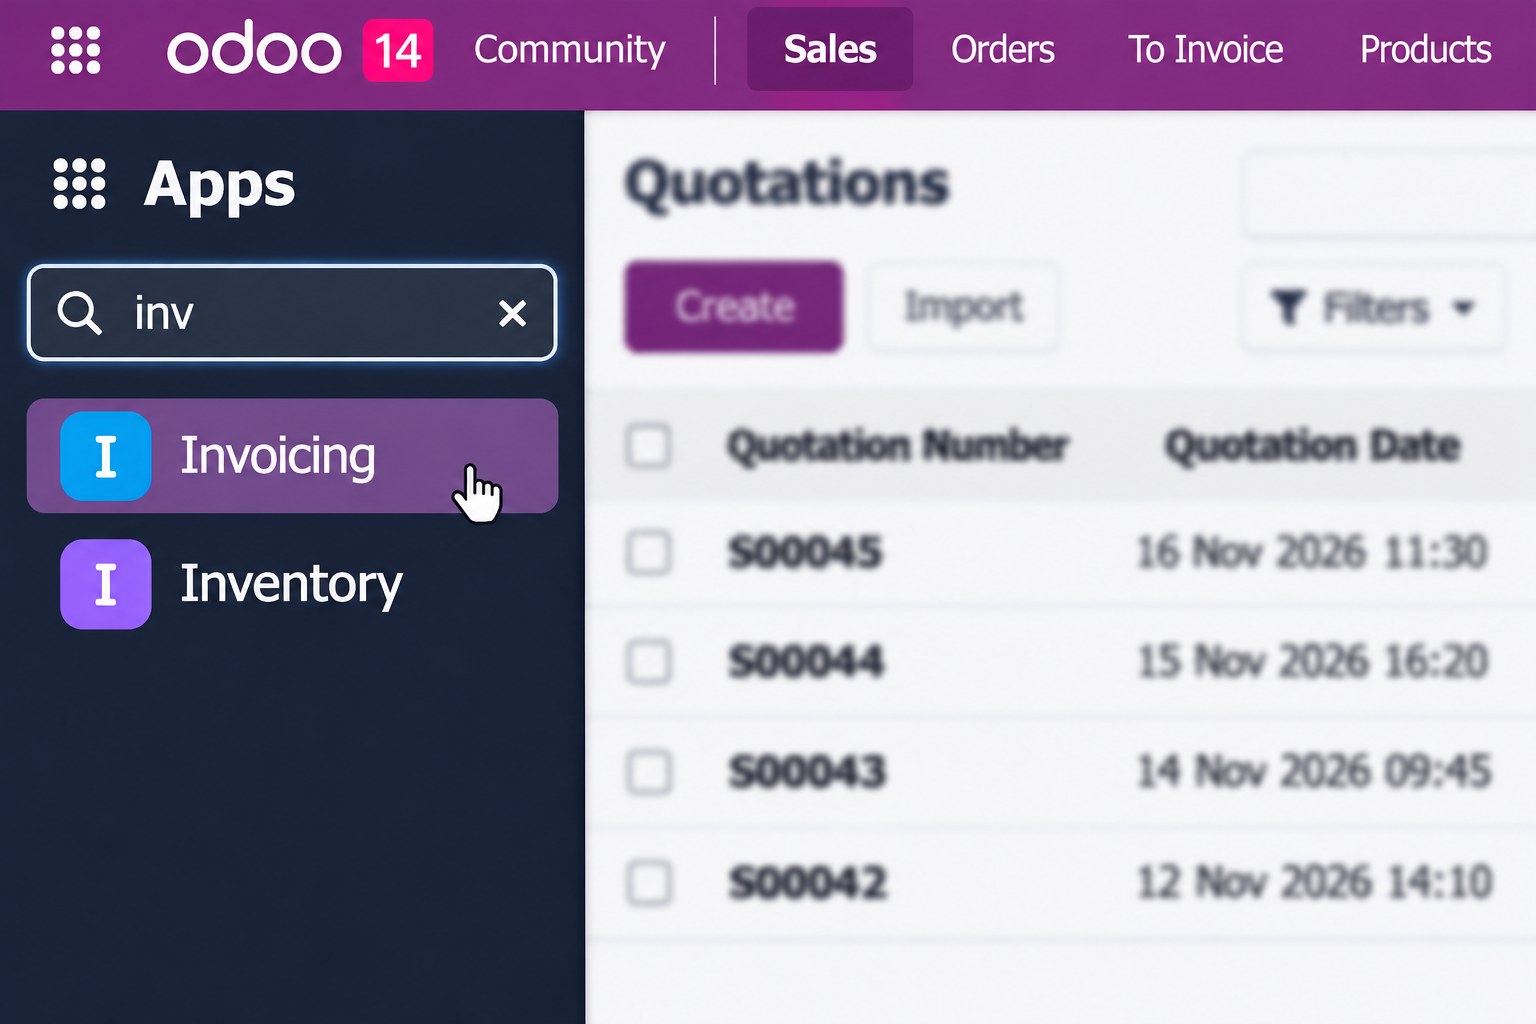 odoo 14 Community Sales Orders To Invoice Products
Apps
inv
I Invoicing
I Inventory
Quotations
Create Import Filters
Quotation Number Quotation Date
S00045 16 Nov 2026 11:30
S00044 15 Nov 2026 16:20
S00043 14 Nov 2026 09:45
S00042 12 Nov 2026 14:10